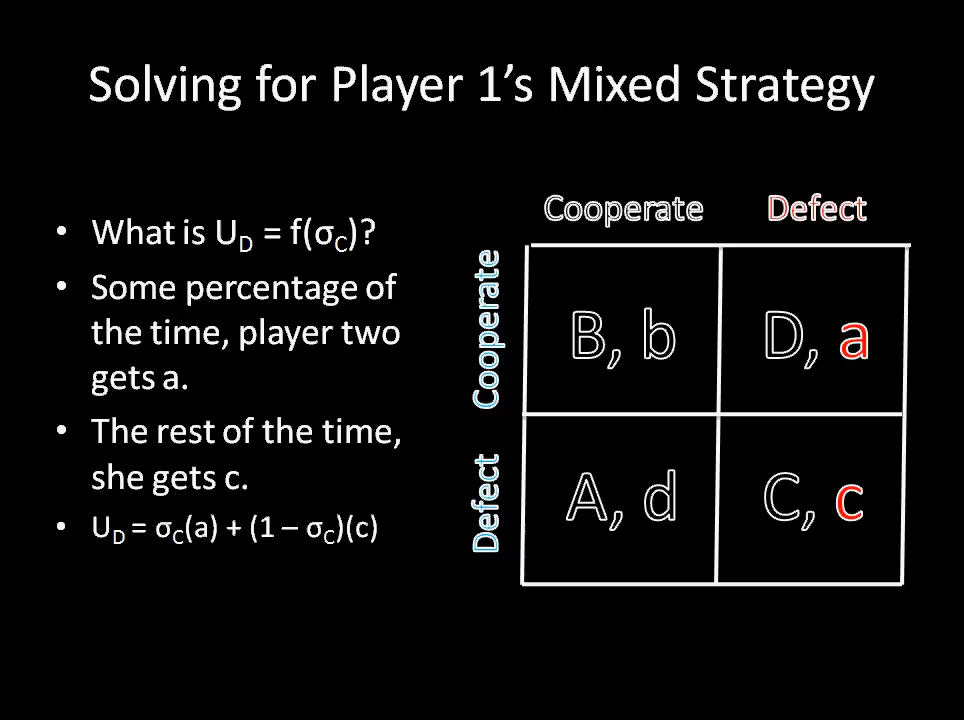 Solving for Player 1's Mixed Strategy
• What is U_D = f(σ_C)?
• Some percentage of
the time, player two
gets a.
• The rest of the time,
she gets c.
• U_D = σ_C(a) + (1 – σ_C)(c)
Cooperate Defect
Cooperate
B, b D, a
Defect
A, d C, c